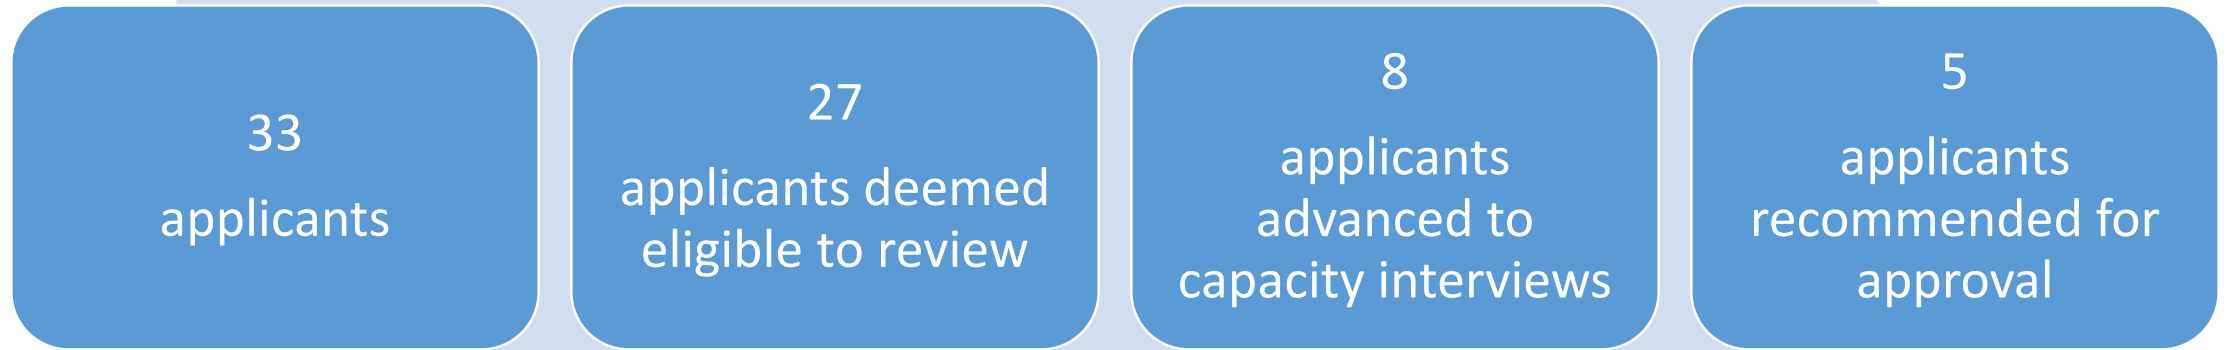 33
applicants
27
applicants deemed
eligible to review
8
applicants
advanced to
capacity interviews
5
applicants
recommended for
approval